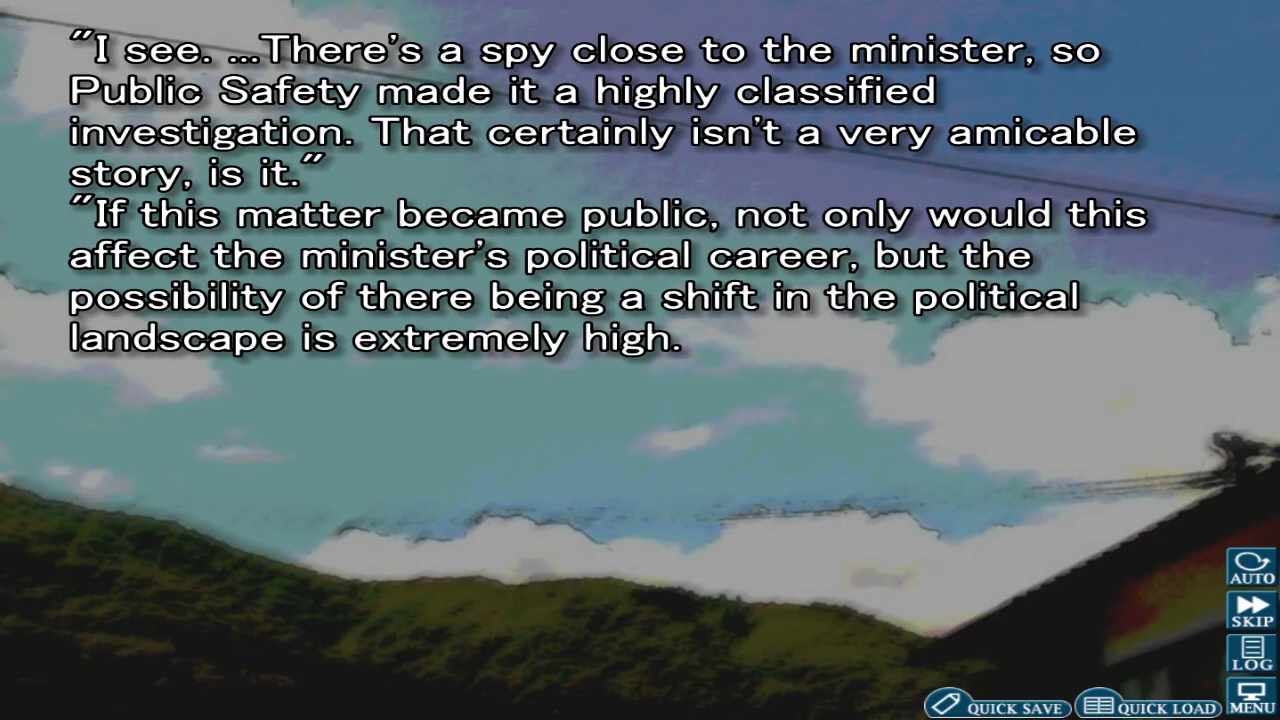 "I see. ...There's a spy close to the minister, so
Public Safety made it a highly classified
investigation. That certainly isn't a very amicable
story, is it."
"If this matter became public, not only would this
affect the minister's political career, but the
possibility of there being a shift in the political
landscape is extremely high.
AUTO
SKIP
LOG
QUICK SAVE
QUICK LOAD
MENU